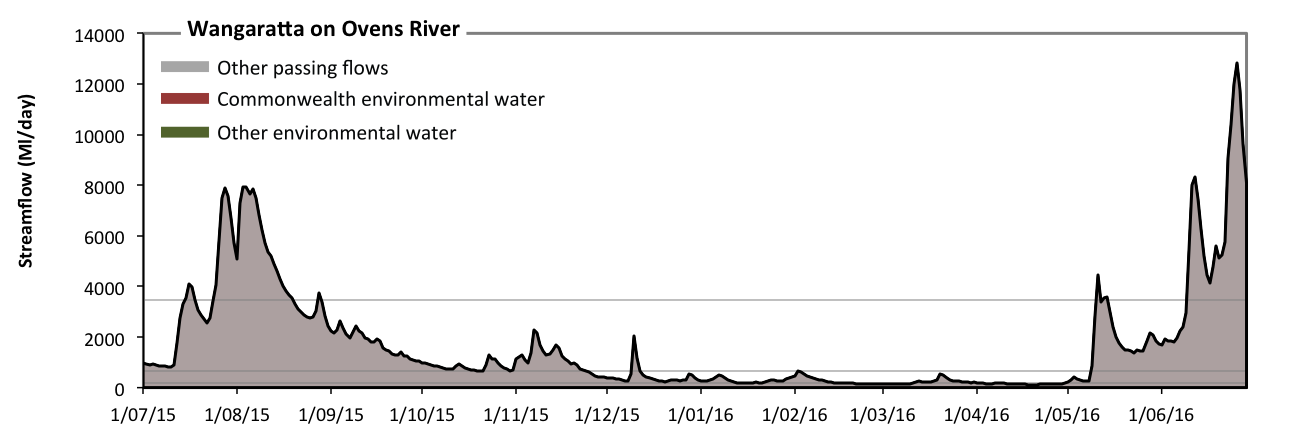 Wangaratta on Ovens River
Other passing flows
Commonwealth environmental water
Other environmental water
Streamflow (Ml/day)
14000
12000
10000
8000
6000
4000
2000
0
1/07/15 1/08/15 1/09/15 1/10/15 1/11/15 1/12/15 1/01/16 1/02/16 1/03/16 1/04/16 1/05/16 1/06/16